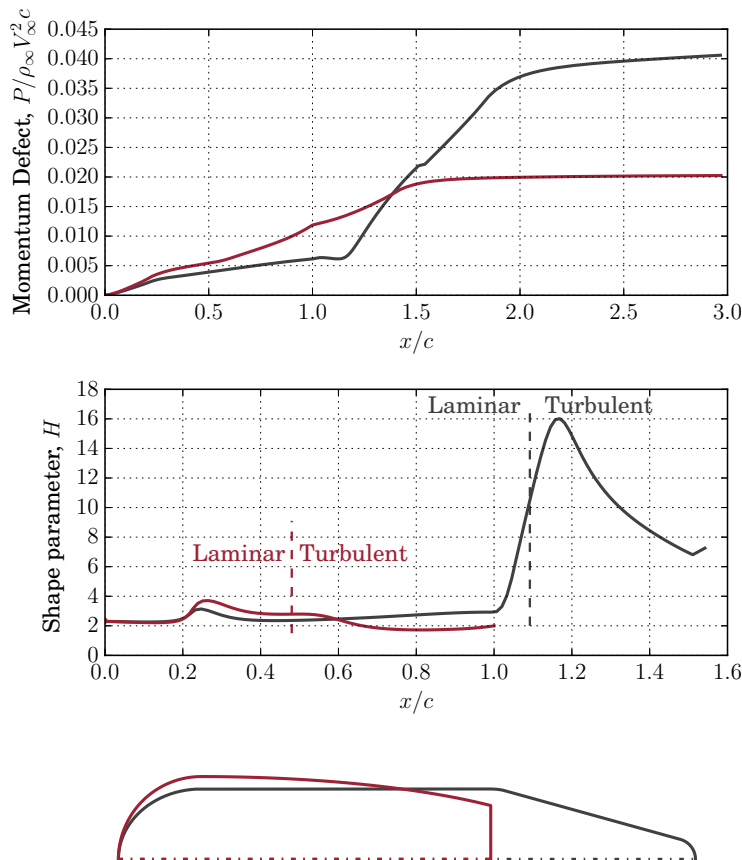 Momentum Defect, P/ρ∞V∞²c
0.045
0.040
0.035
0.030
0.025
0.020
0.015
0.010
0.005
0.000
0.0 0.5 1.0 1.5 2.0 2.5 3.0
x/c
Shape parameter, H
18
16
14
12
10
8
6
4
2
0
Laminar Turbulent
Laminar Turbulent
0.0 0.2 0.4 0.6 0.8 1.0 1.2 1.4 1.6
x/c